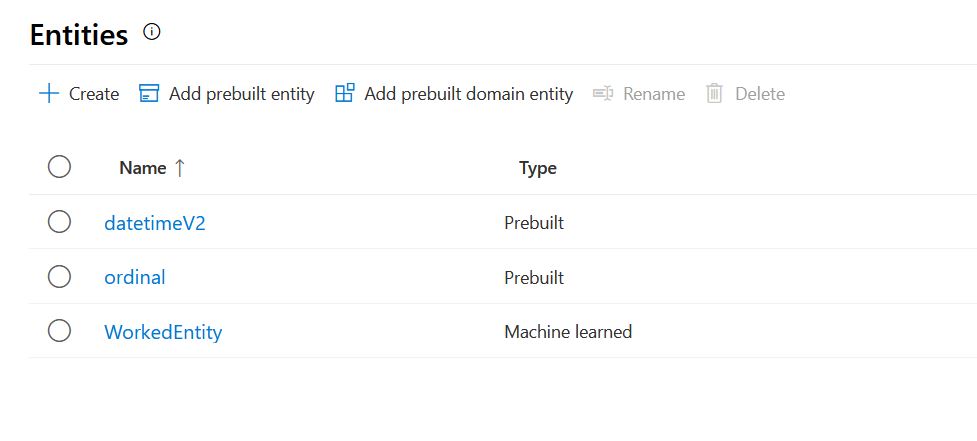 Entities
Create Add prebuilt entity Add prebuilt domain entity Rename Delete
Name ↑ Type
datetimeV2 Prebuilt
ordinal Prebuilt
WorkedEntity Machine learned